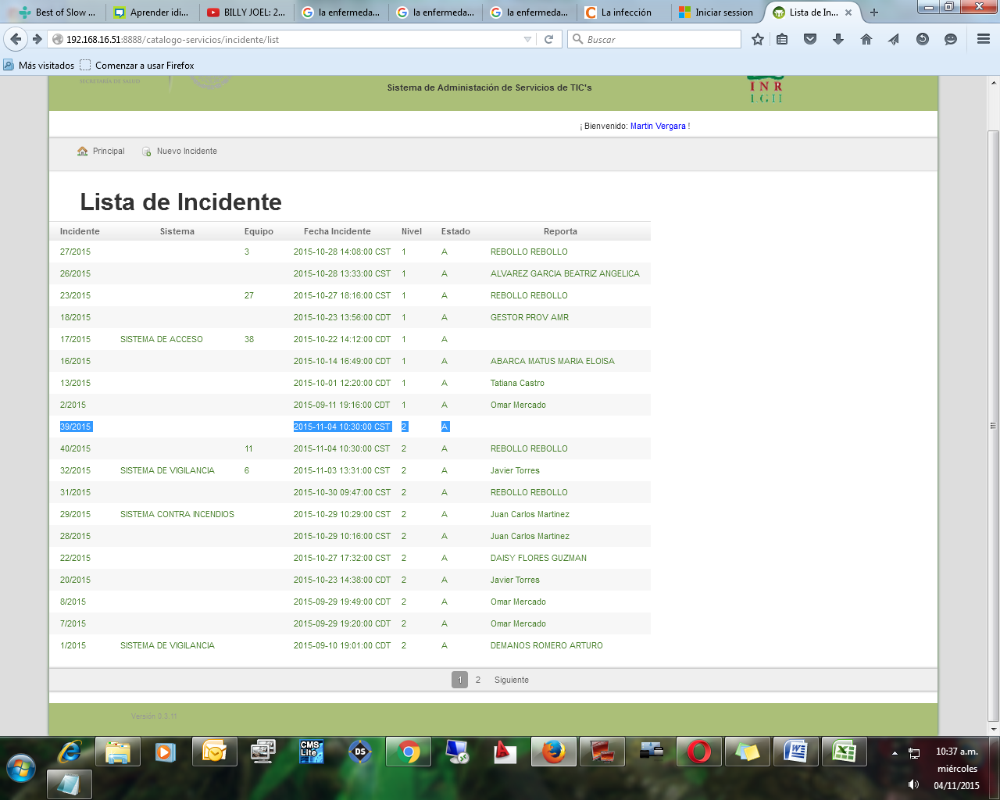 Best of Slow ...
Aprender idi...
BILLY JOEL: 2...
la enfermeda...
la enfermeda...
la enfermeda...
La infección
Iniciar session
Lista de In...
192.168.16.51:8888/catalogo-servicios/incidente/list
Buscar
Más visitados
Comenzar a usar Firefox
SECRETARÍA DE SALUD
Sistema de Administación de Servicios de TIC's
INR
LGII
¡ Bienvenido: Martin Vergara !
Principal
Nuevo Incidente
Lista de Incidente
Incidente Sistema Equipo Fecha Incidente Nivel Estado Reporta
27/2015 3 2015-10-28 14:08:00 CST 1 A REBOLLO REBOLLO
26/2015 2015-10-28 13:33:00 CST 1 A ALVAREZ GARCIA BEATRIZ ANGELICA
23/2015 27 2015-10-27 18:16:00 CST 1 A REBOLLO REBOLLO
18/2015 2015-10-23 13:56:00 CDT 1 A GESTOR PROV AMR
17/2015 SISTEMA DE ACCESO 38 2015-10-22 14:12:00 CDT 1 A
16/2015 2015-10-14 16:49:00 CDT 1 A ABARCA MATUS MARIA ELOISA
13/2015 2015-10-01 12:20:00 CDT 1 A Tatiana Castro
2/2015 2015-09-11 19:16:00 CDT 1 A Omar Mercado
39/2015 2015-11-04 10:30:00 CST 2 A
40/2015 11 2015-11-04 10:30:00 CST 2 A REBOLLO REBOLLO
32/2015 SISTEMA DE VIGILANCIA 6 2015-11-03 13:31:00 CST 2 A Javier Torres
31/2015 2015-10-30 09:47:00 CST 2 A REBOLLO REBOLLO
29/2015 SISTEMA CONTRA INCENDIOS 2015-10-29 10:29:00 CST 2 A Juan Carlos Martinez
28/2015 2015-10-29 10:16:00 CST 2 A Juan Carlos Martinez
22/2015 2015-10-27 17:32:00 CST 2 A DAISY FLORES GUZMAN
20/2015 2015-10-23 14:38:00 CDT 2 A Javier Torres
8/2015 2015-09-29 19:49:00 CDT 2 A Omar Mercado
7/2015 2015-09-29 19:20:00 CDT 2 A Omar Mercado
1/2015 SISTEMA DE VIGILANCIA 2015-09-10 19:01:00 CDT 2 A DEMANOS ROMERO ARTURO
1 2 Siguiente
Versión 0.3.11
CMS Lite
DS
10:37 a.m.
miércoles
04/11/2015